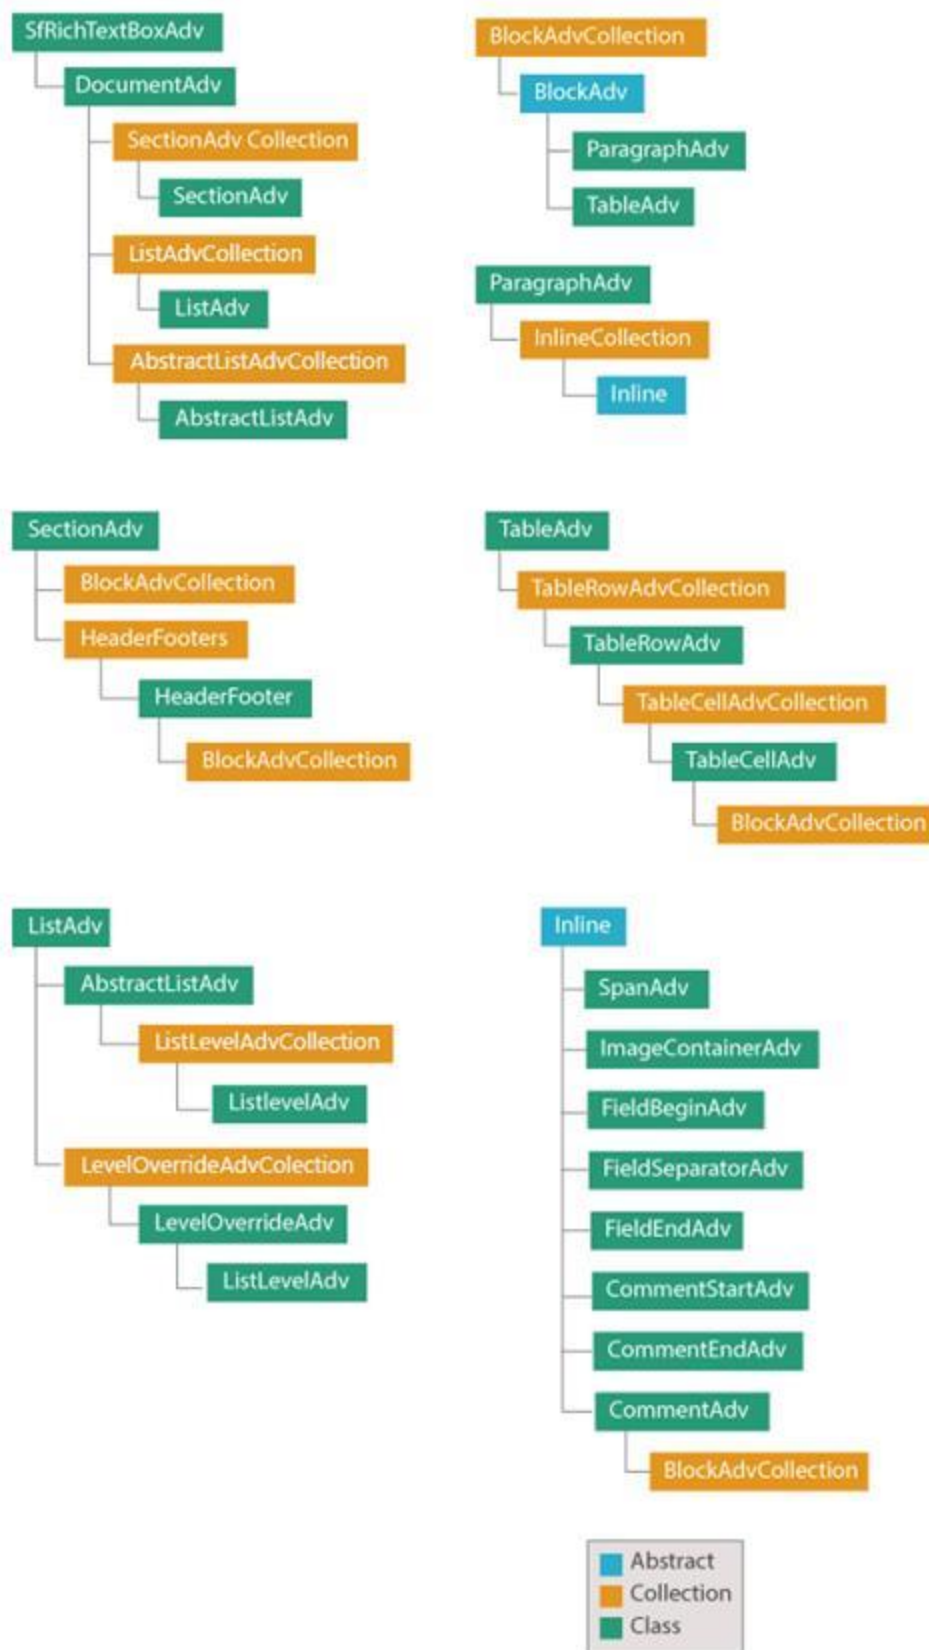 SfRichTextBoxAdv
DocumentAdv
SectionAdv Collection
SectionAdv
ListAdvCollection
ListAdv
AbstractListAdvCollection
AbstractListAdv
BlockAdvCollection
BlockAdv
ParagraphAdv
TableAdv
ParagraphAdv
InlineCollection
Inline
SectionAdv
BlockAdvCollection
HeaderFooters
HeaderFooter
BlockAdvCollection
TableAdv
TableRowAdvCollection
TableRowAdv
TableCellAdvCollection
TableCellAdv
BlockAdvCollection
ListAdv
AbstractListAdv
ListLevelAdvCollection
ListlevelAdv
LevelOverrideAdvColection
LevelOverrideAdv
ListLevelAdv
Inline
SpanAdv
ImageContainerAdv
FieldBeginAdv
FieldSeparatorAdv
FieldEndAdv
CommentStartAdv
CommentEndAdv
CommentAdv
BlockAdvCollection
Abstract
Collection
Class